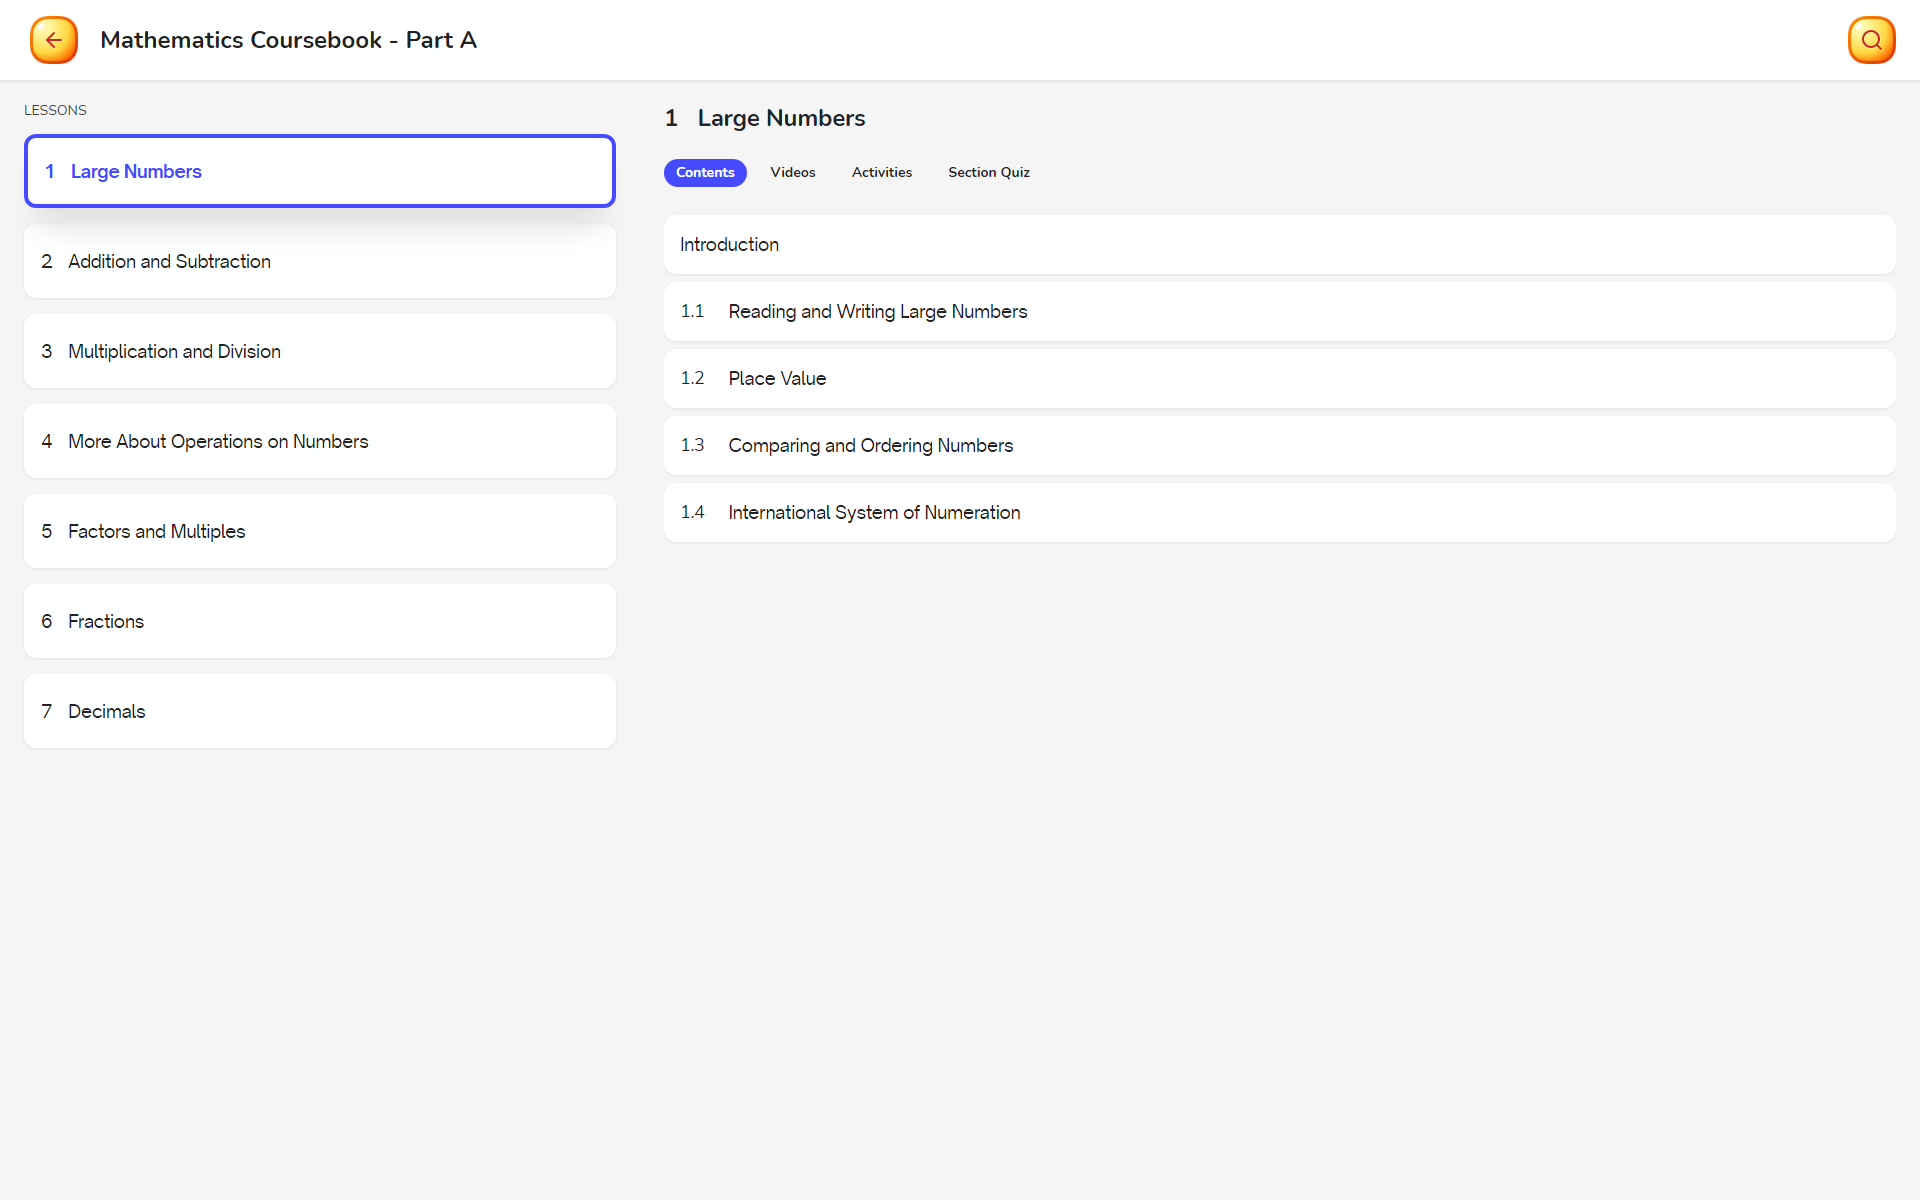 Mathematics Coursebook - Part A
LESSONS
1 Large Numbers
2 Addition and Subtraction
3 Multiplication and Division
4 More About Operations on Numbers
5 Factors and Multiples
6 Fractions
7 Decimals
1 Large Numbers
Contents Videos Activities Section Quiz
Introduction
1.1 Reading and Writing Large Numbers
1.2 Place Value
1.3 Comparing and Ordering Numbers
1.4 International System of Numeration